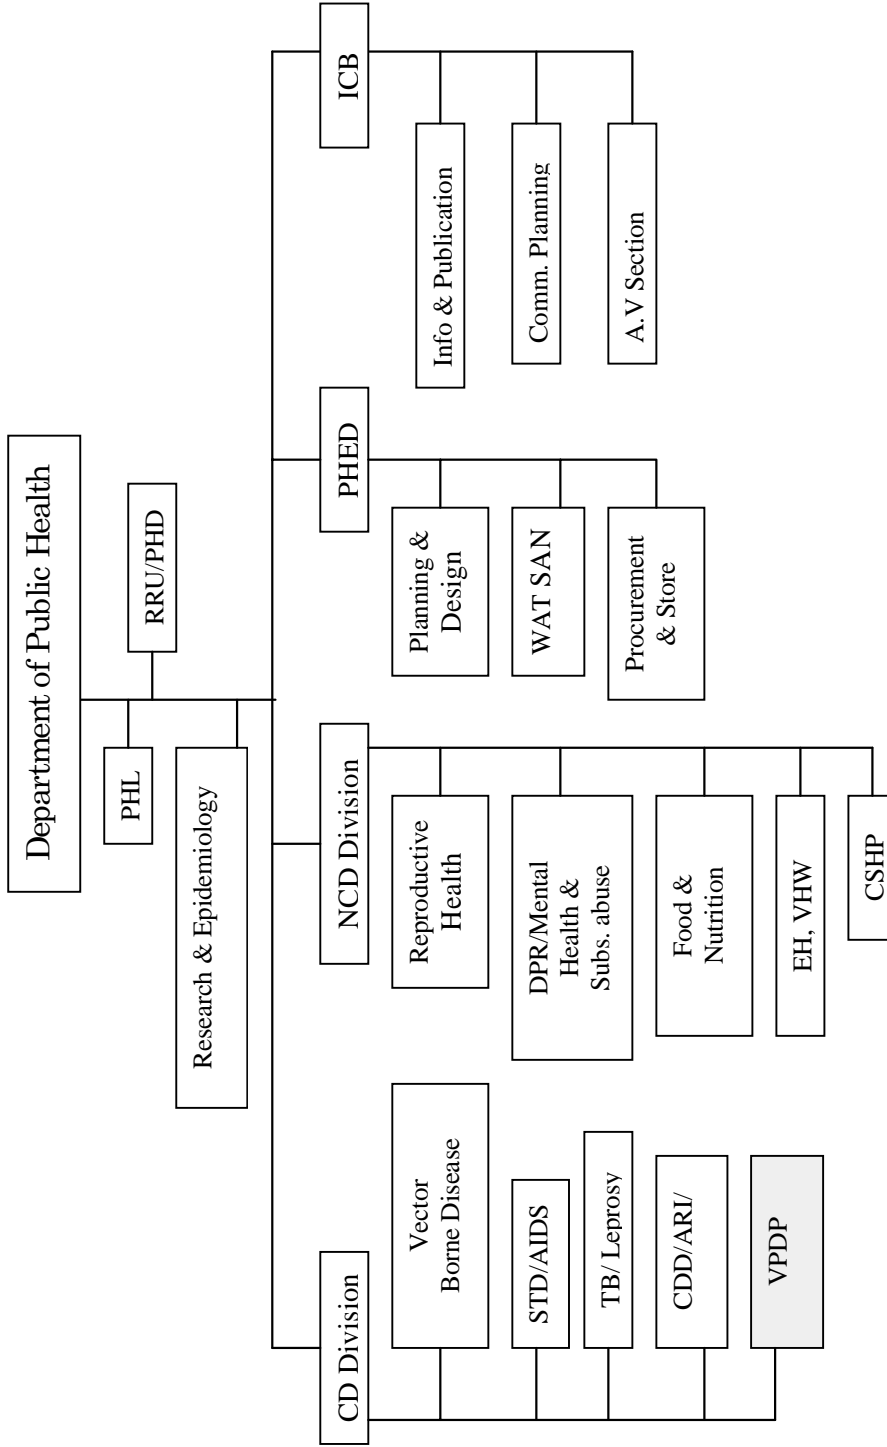 Department of Public Health
PHL
RRU/PHD
Research & Epidemiology
CD Division
NCD Division
PHED
ICB
Vector
Borne Disease
STD/AIDS
TB/ Leprosy
CDD/ARI/
VPDP
Reproductive
Health
DPR/Mental
Health &
Subs. abuse
Food &
Nutrition
EH, VHW
CSHP
Planning &
Design
WAT SAN
Procurement
& Store
Info & Publication
Comm. Planning
A.V Section